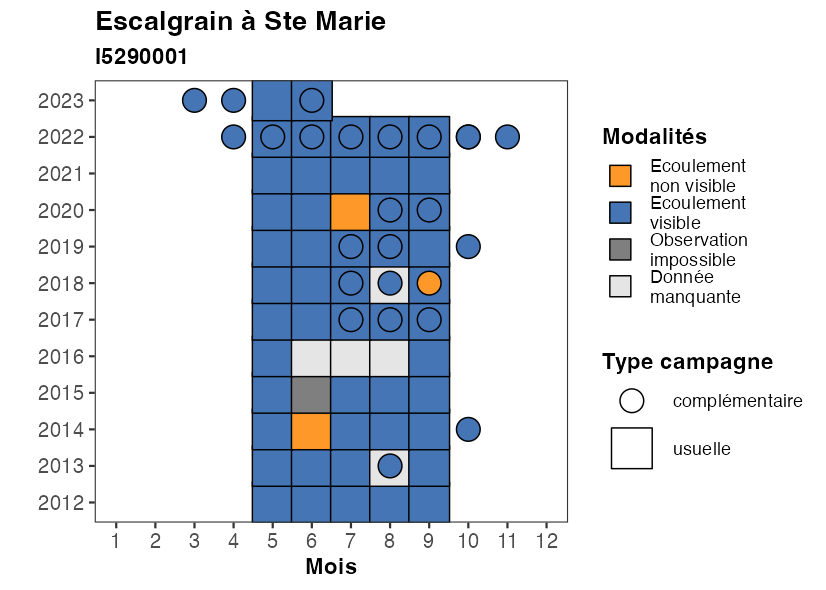 Escalgrain à Ste Marie
I5290001
2023
2022
2021
2020
2019
2018
2017
2016
2015
2014
2013
2012
1 2 3 4 5 6 7 8 9 10 11 12
Mois
Modalités
Ecoulement
non visible
Ecoulement
visible
Observation
impossible
Donnée
manquante
Type campagne
complémentaire
usuelle